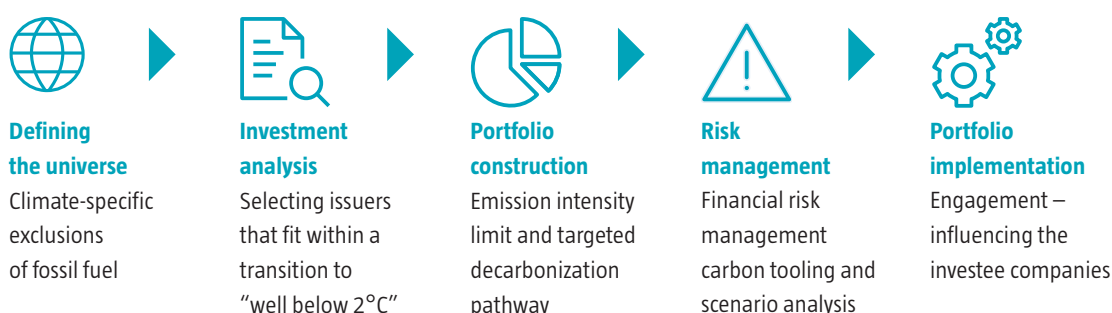 Defining
the universe
Climate-specific
exclusions
of fossil fuel
Investment
analysis
Selecting issuers
that fit within a
transition to
“well below 2°C”
Portfolio
construction
Emission intensity
limit and targeted
decarbonization
pathway
Risk
management
Financial risk
management
carbon tooling and
scenario analysis
Portfolio
implementation
Engagement –
influencing the
investee companies